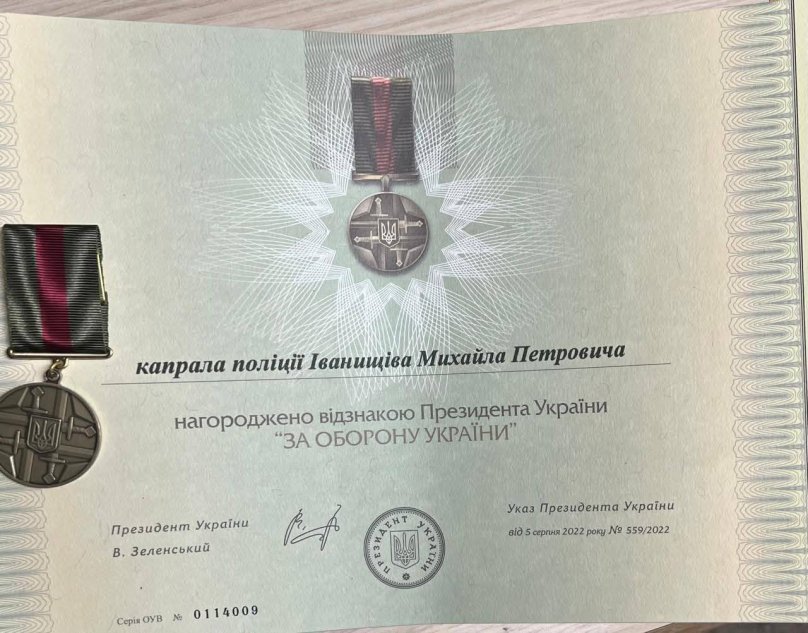 капрала поліції Іванищіва Михайла Петровича
нагороджено відзнакою Президента України
“ЗА ОБОРОНУ УКРАЇНИ”
Президент України
В. Зеленський
ПРЕЗИДЕНТ УКРАЇНИ
Указ Президента України
від 5 серпня 2022 року № 559/2022
Серія ОУВ № 0114009